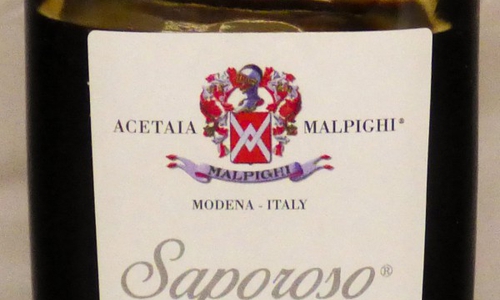 ACETAIA MALPIGHI®
MALPIGHI
MODENA - ITALY
Saporoso®